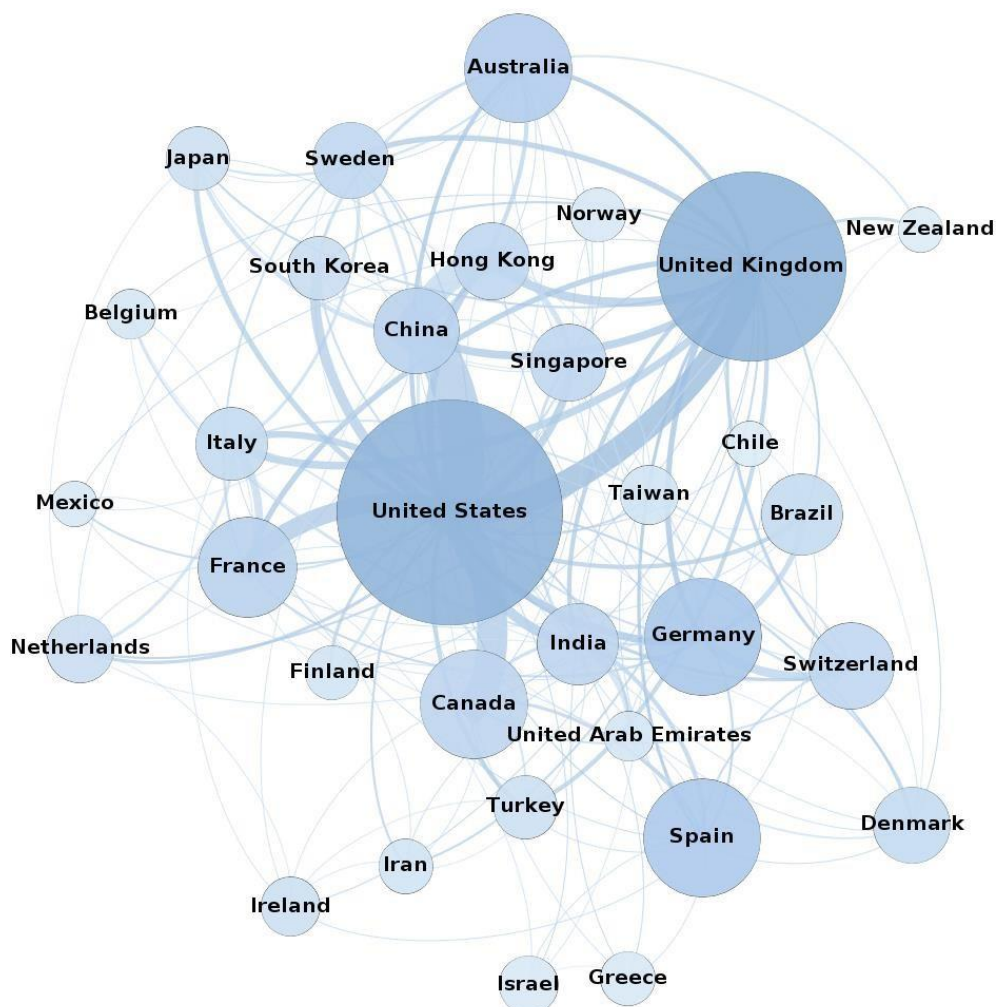 Australia
Japan
Sweden
Norway
New Zealand
South Korea
Hong Kong
United Kingdom
Belgium
China
Singapore
Italy
Chile
Mexico
Taiwan
United States
Brazil
France
Netherlands
Finland
India
Germany
Switzerland
Canada
United Arab Emirates
Turkey
Spain
Denmark
Iran
Ireland
Israel
Greece